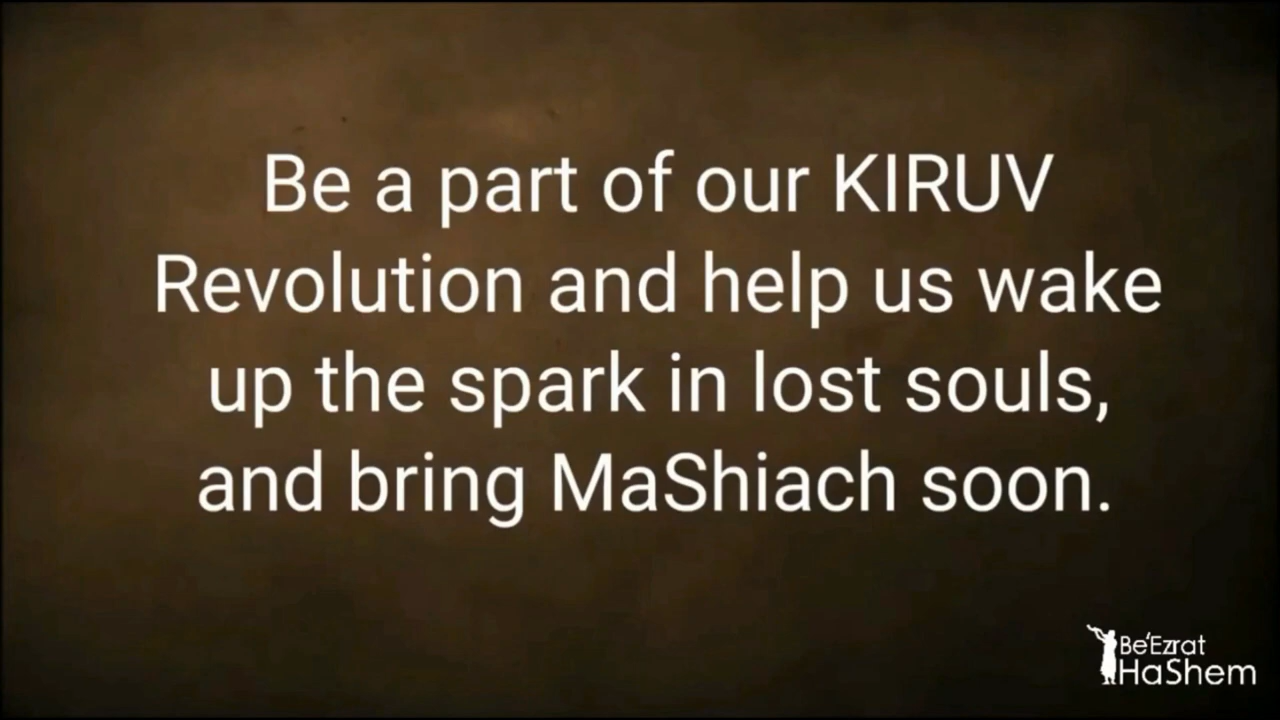 Be a part of our KIRUV
Revolution and help us wake
up the spark in lost souls,
and bring MaShiach soon.
Be'Ezrat
HaShem